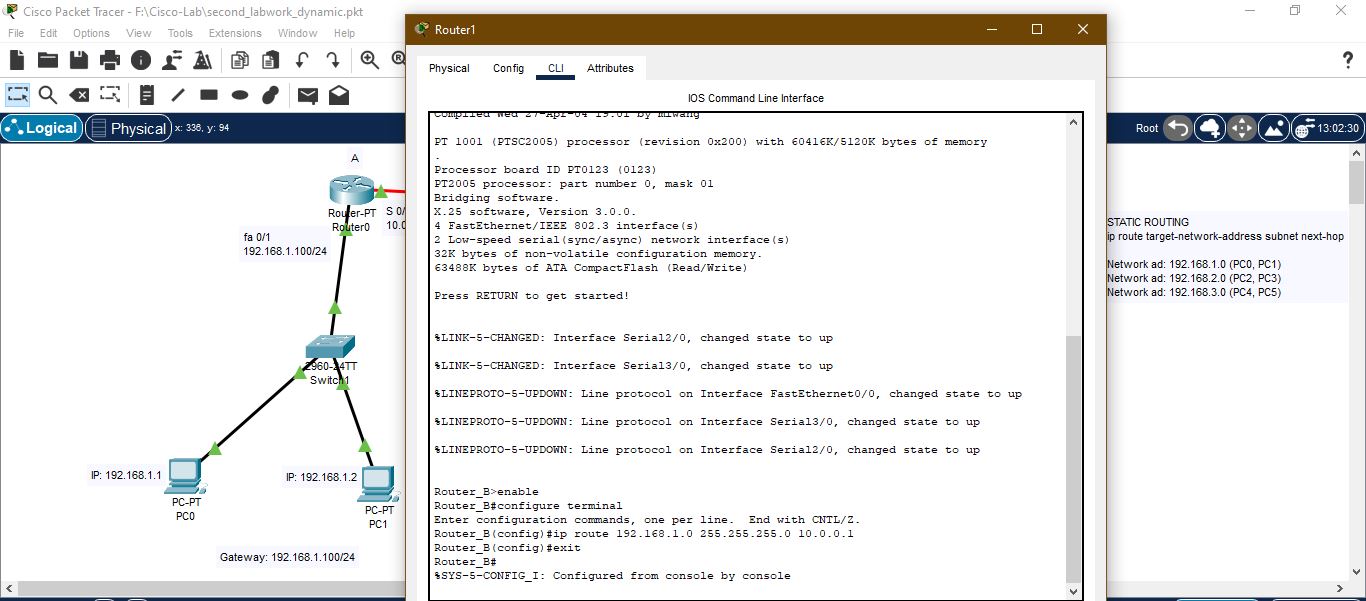 Cisco Packet Tracer - F:\Cisco-Lab\second_labwork_dynamic.pkt
File Edit Options View Tools Extensions Window Help
Logical Physical x: 336, y: 94
Root 13:02:30
A
Router-PT
Router0
S 0/
10.0
fa 0/1
192.168.1.100/24
2960-24TT
Switch1
IP: 192.168.1.1
PC-PT
PC0
IP: 192.168.1.2
PC-PT
PC1
Gateway: 192.168.1.100/24
Router1
Physical Config CLI Attributes
IOS Command Line Interface
Compiled Wed 27-Apr-04 19:01 by miwang
PT 1001 (PTSC2005) processor (revision 0x200) with 60416K/5120K bytes of memory
.
Processor board ID PT0123 (0123)
PT2005 processor: part number 0, mask 01
Bridging software.
X.25 software, Version 3.0.0.
4 FastEthernet/IEEE 802.3 interface(s)
2 Low-speed serial(sync/async) network interface(s)
32K bytes of non-volatile configuration memory.
63488K bytes of ATA CompactFlash (Read/Write)
Press RETURN to get started!
%LINK-5-CHANGED: Interface Serial2/0, changed state to up
%LINK-5-CHANGED: Interface Serial3/0, changed state to up
%LINEPROTO-5-UPDOWN: Line protocol on Interface FastEthernet0/0, changed state to up
%LINEPROTO-5-UPDOWN: Line protocol on Interface Serial3/0, changed state to up
%LINEPROTO-5-UPDOWN: Line protocol on Interface Serial2/0, changed state to up
Router_B>enable
Router_B#configure terminal
Enter configuration commands, one per line.  End with CNTL/Z.
Router_B(config)#ip route 192.168.1.0 255.255.255.0 10.0.0.1
Router_B(config)#exit
Router_B#
%SYS-5-CONFIG_I: Configured from console by console
STATIC ROUTING
ip route target-network-address subnet next-hop
Network ad: 192.168.1.0 (PC0, PC1)
Network ad: 192.168.2.0 (PC2, PC3)
Network ad: 192.168.3.0 (PC4, PC5)